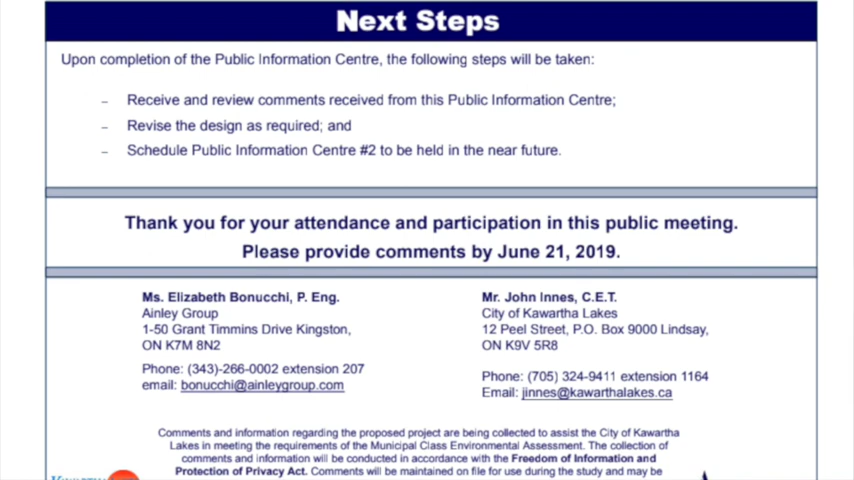 Next Steps
Upon completion of the Public Information Centre, the following steps will be taken:
– Receive and review comments received from this Public Information Centre;
– Revise the design as required; and
– Schedule Public Information Centre #2 to be held in the near future.
Thank you for your attendance and participation in this public meeting.
Please provide comments by June 21, 2019.
Ms. Elizabeth Bonucchi, P. Eng.
Ainley Group
1-50 Grant Timmins Drive Kingston,
ON K7M 8N2
Phone: (343)-266-0002 extension 207
email: bonucchi@ainleygroup.com
Mr. John Innes, C.E.T.
City of Kawartha Lakes
12 Peel Street, P.O. Box 9000 Lindsay,
ON K9V 5R8
Phone: (705) 324-9411 extension 1164
Email: jinnes@kawarthalakes.ca
Comments and information regarding the proposed project are being collected to assist the City of Kawartha
Lakes in meeting the requirements of the Municipal Class Environmental Assessment. The collection of
comments and information will be conducted in accordance with the Freedom of Information and
Protection of Privacy Act. Comments will be maintained on file for use during the study and may be